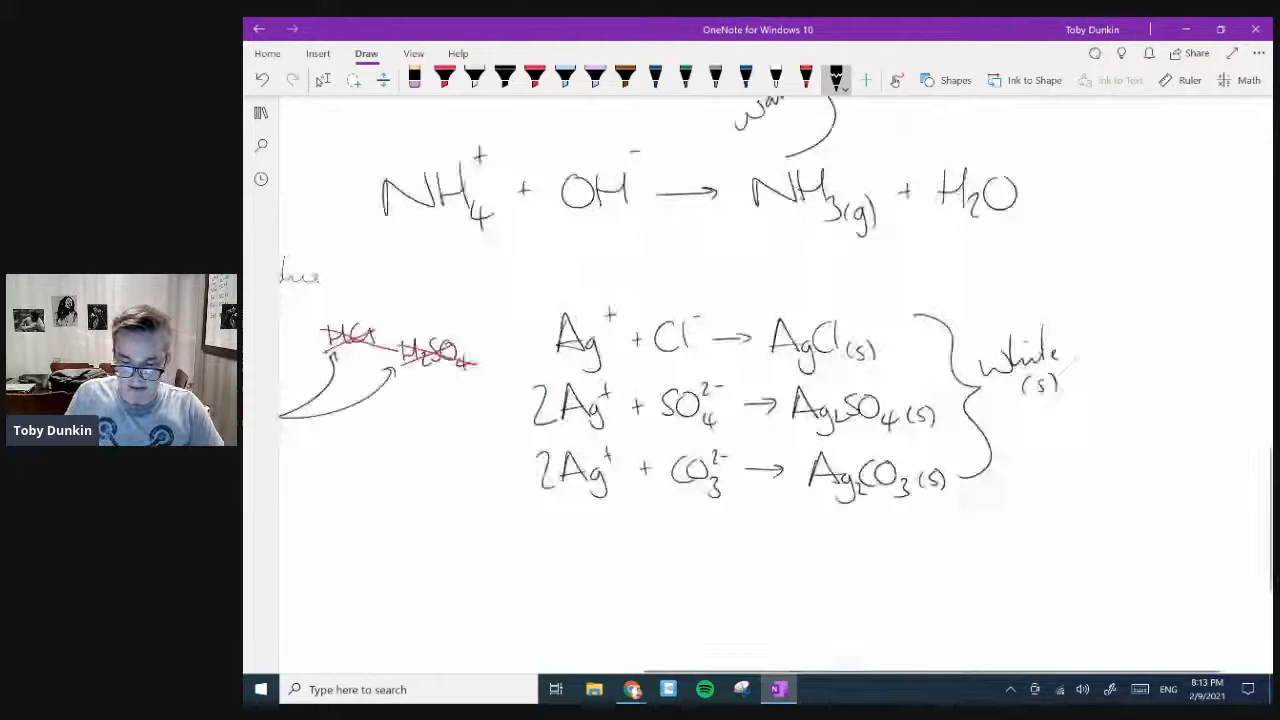 OneNote for Windows 10
Toby Dunkin
Home Insert Draw View Help
Share
Shapes Ink to Shape Ink to Text Ruler Math
NH₄⁺ + OH⁻ → NH₃(g) + H₂O
HCl
H₂SO₄
Ag⁺ + Cl⁻ → AgCl(s)
2Ag⁺ + SO₄²⁻ → Ag₂SO₄(s)
2Ag⁺ + CO₃²⁻ → Ag₂CO₃(s)
White
(s)
Toby Dunkin
Type here to search
ENG
8:13 PM
2/9/2021